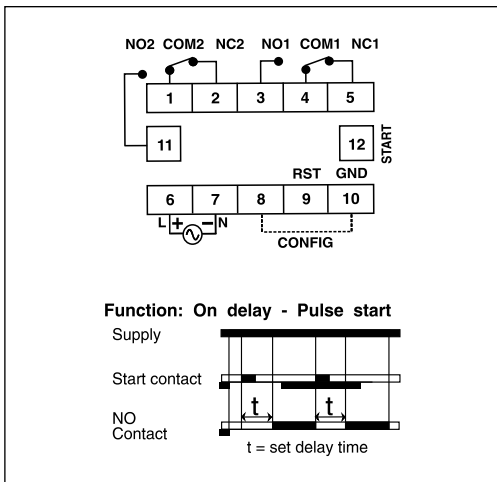 NO2 COM2 NC2 NO1 COM1 NC1
1 2 3 4 5
11 12 START
RST GND
6 7 8 9 10
L + − N
CONFIG
Function: On delay - Pulse start
Supply
Start contact
t t
NO
Contact
t = set delay time